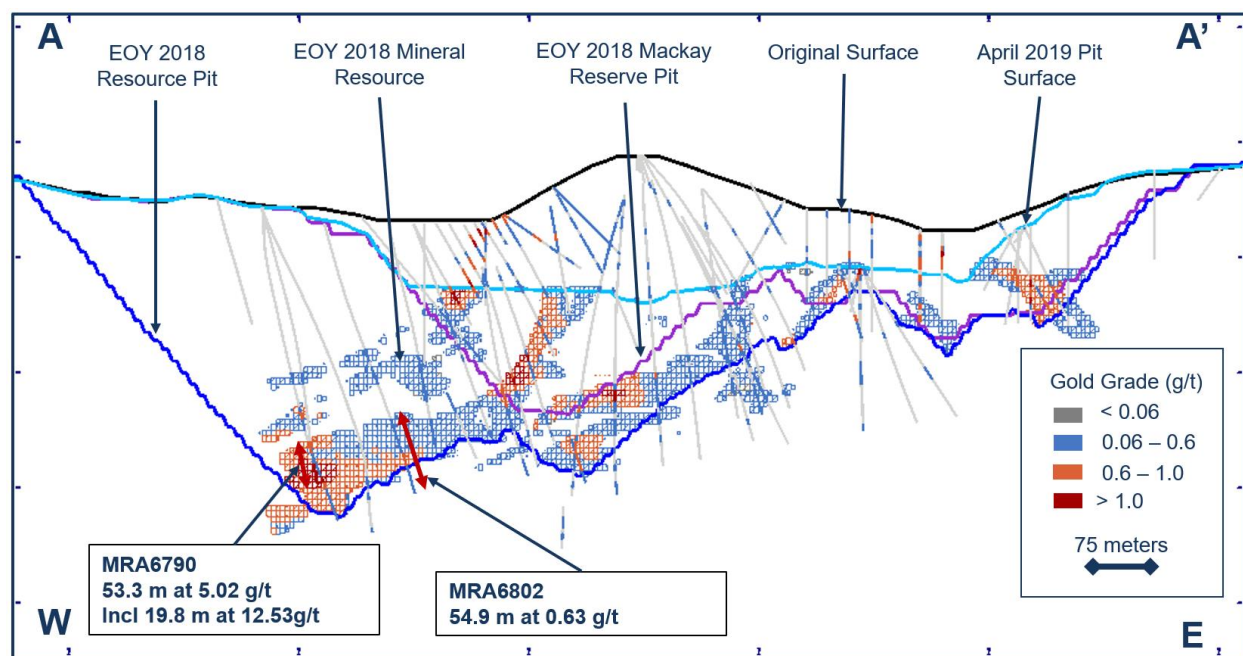 A
A’
EOY 2018
Resource Pit
EOY 2018 Mineral
Resource
EOY 2018 Mackay
Reserve Pit
Original Surface
April 2019 Pit
Surface
Gold Grade (g/t)
< 0.06
0.06 – 0.6
0.6 – 1.0
> 1.0
75 meters
MRA6790
53.3 m at 5.02 g/t
Incl 19.8 m at 12.53g/t
MRA6802
54.9 m at 0.63 g/t
W
E